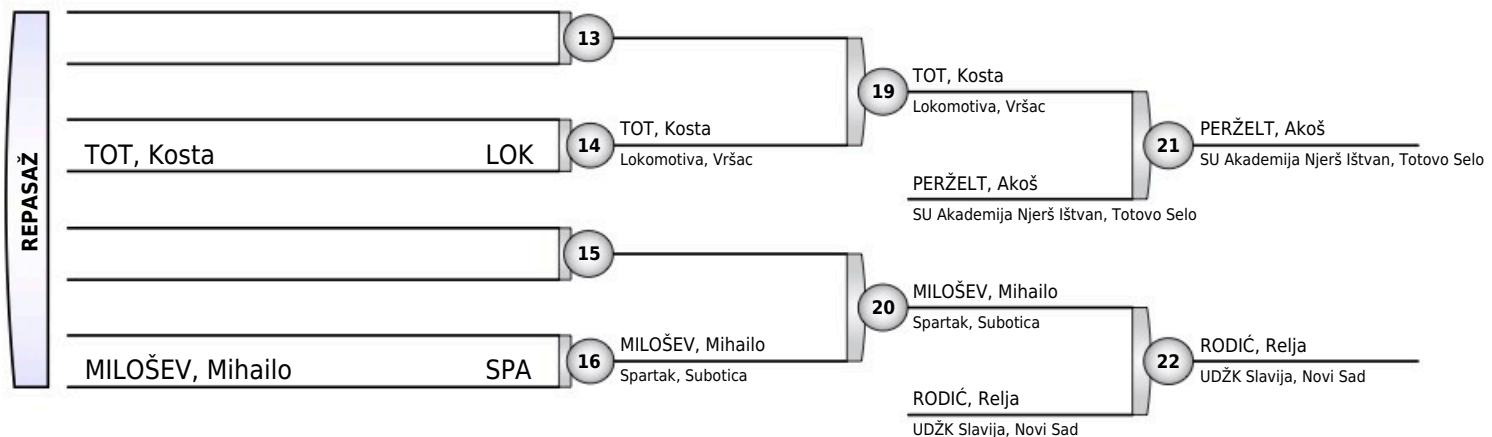 REPASAŽ
13
TOT, Kosta LOK
14
TOT, Kosta
Lokomotiva, Vršac
19
TOT, Kosta
Lokomotiva, Vršac
PERŽELT, Akoš
SU Akademija Njerš Ištvan, Totovo Selo
21
PERŽELT, Akoš
SU Akademija Njerš Ištvan, Totovo Selo
15
MILOŠEV, Mihailo SPA
16
MILOŠEV, Mihailo
Spartak, Subotica
20
MILOŠEV, Mihailo
Spartak, Subotica
RODIĆ, Relja
UDŽK Slavija, Novi Sad
22
RODIĆ, Relja
UDŽK Slavija, Novi Sad